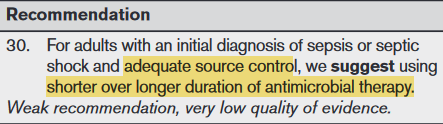 Recommendation
30. For adults with an initial diagnosis of sepsis or septic
shock and adequate source control, we suggest using
shorter over longer duration of antimicrobial therapy.
Weak recommendation, very low quality of evidence.